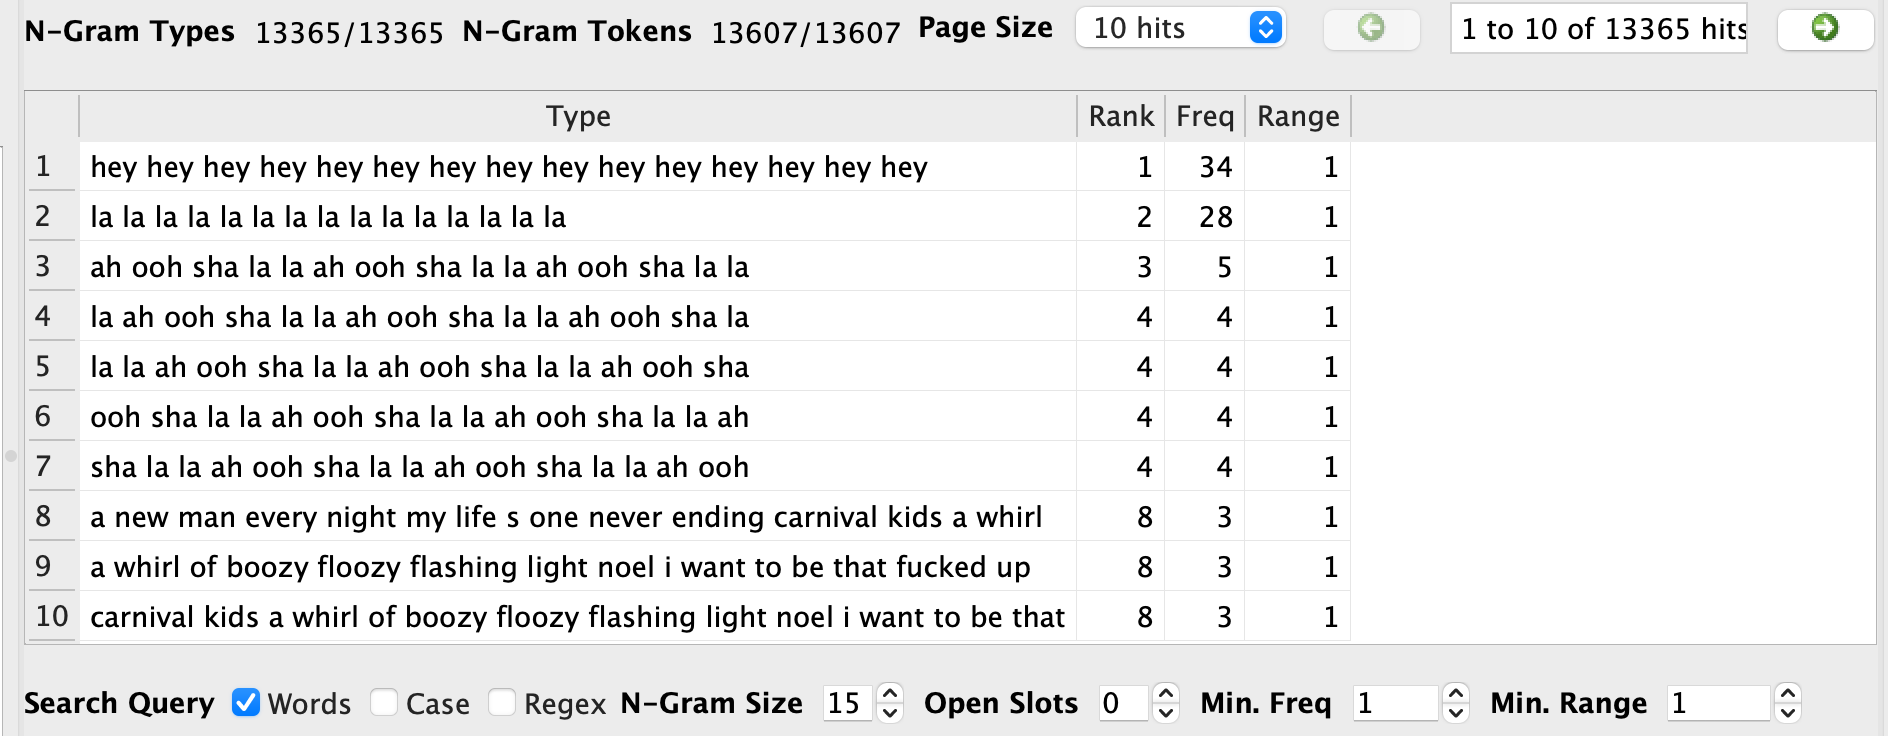 N-Gram Types 13365/13365 N-Gram Tokens 13607/13607 Page Size 10 hits 1 to 10 of 13365 hits
Type Rank Freq Range
1 hey hey hey hey hey hey hey hey hey hey hey hey hey hey hey 1 34 1
2 la la la la la la la la la la la la la la la 2 28 1
3 ah ooh sha la la ah ooh sha la la ah ooh sha la la 3 5 1
4 la ah ooh sha la la ah ooh sha la la ah ooh sha la 4 4 1
5 la la ah ooh sha la la ah ooh sha la la ah ooh sha 4 4 1
6 ooh sha la la ah ooh sha la la ah ooh sha la la ah 4 4 1
7 sha la la ah ooh sha la la ah ooh sha la la ah ooh 4 4 1
8 a new man every night my life s one never ending carnival kids a whirl 8 3 1
9 a whirl of boozy floozy flashing light noel i want to be that fucked up 8 3 1
10 carnival kids a whirl of boozy floozy flashing light noel i want to be that 8 3 1
Search Query Words Case Regex N-Gram Size 15 Open Slots 0 Min. Freq 1 Min. Range 1